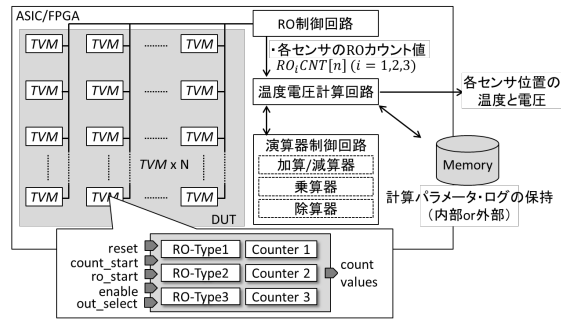 ASIC/FPGA
TVM TVM ......... TVM
TVM TVM ......... TVM
TVM TVM ......... TVM
TVM x N
TVM TVM ......... TVM
DUT
RO制御回路
・各センサのROカウント値
RO_iCNT[n] (i = 1,2,3)
温度電圧計算回路
各センサ位置の
温度と電圧
演算器制御回路
加算/減算器
乗算器
除算器
Memory
計算パラメータ・ログの保持
（内部or外部）
reset
count_start
ro_start
enable
out_select
RO-Type1 Counter 1
RO-Type2 Counter 2
RO-Type3 Counter 3
count
values